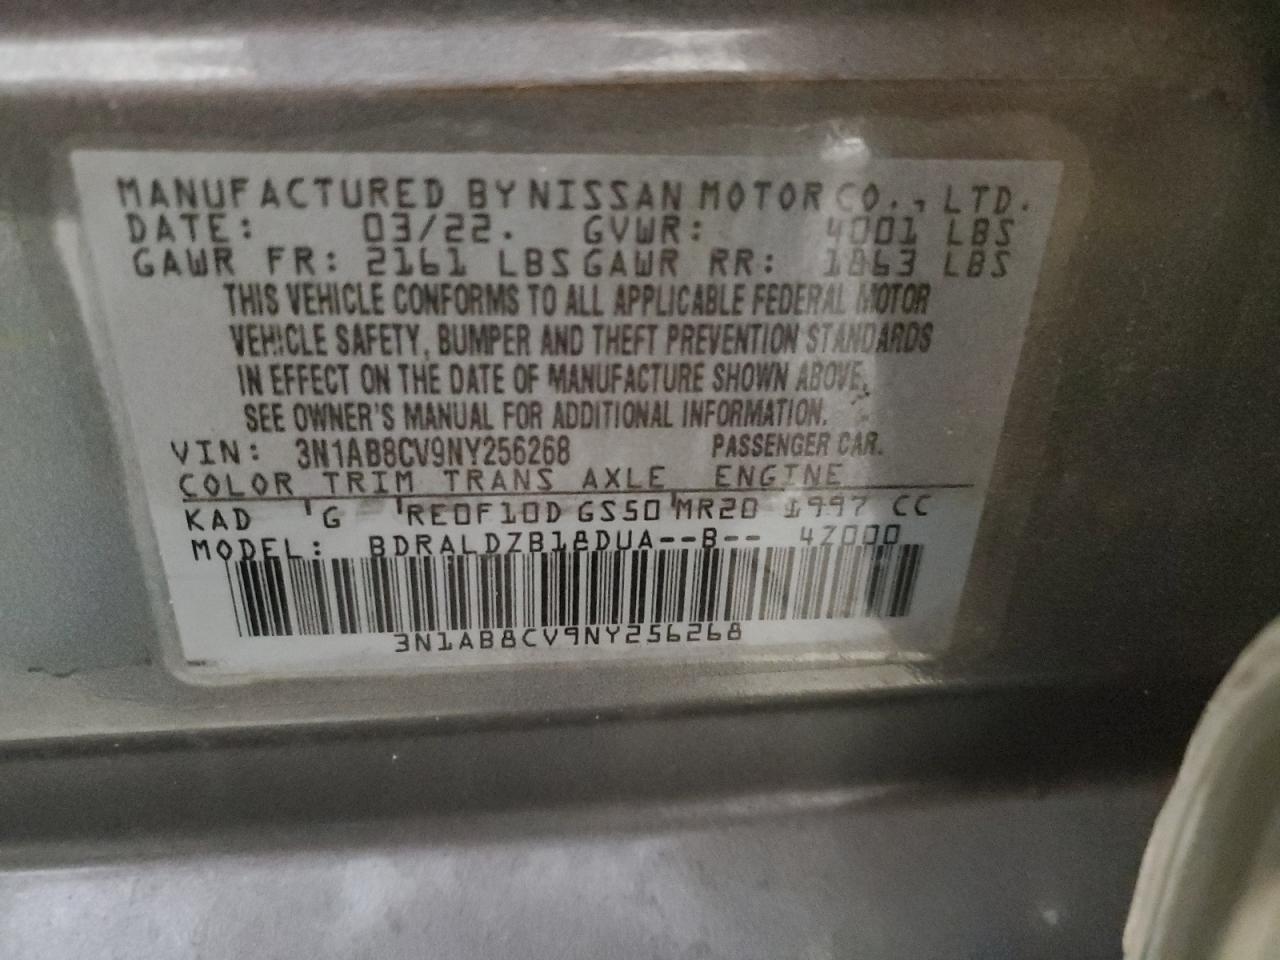 MANUFACTURED BY NISSAN MOTOR CO., LTD.
DATE: 03/22. GVWR: 4001 LBS
GAWR FR: 2161 LBS GAWR RR: 1863 LBS
THIS VEHICLE CONFORMS TO ALL APPLICABLE FEDERAL MOTOR
VEHICLE SAFETY, BUMPER AND THEFT PREVENTION STANDARDS
IN EFFECT ON THE DATE OF MANUFACTURE SHOWN ABOVE.
SEE OWNER'S MANUAL FOR ADDITIONAL INFORMATION.
VIN: 3N1AB8CV9NY256268 PASSENGER CAR.
COLOR TRIM TRANS AXLE ENGINE
KAD G RE0F10D GS50 MR20 1997 CC
MODEL: BDRALDZB18DUA--B-- 4Z000
3N1AB8CV9NY256268